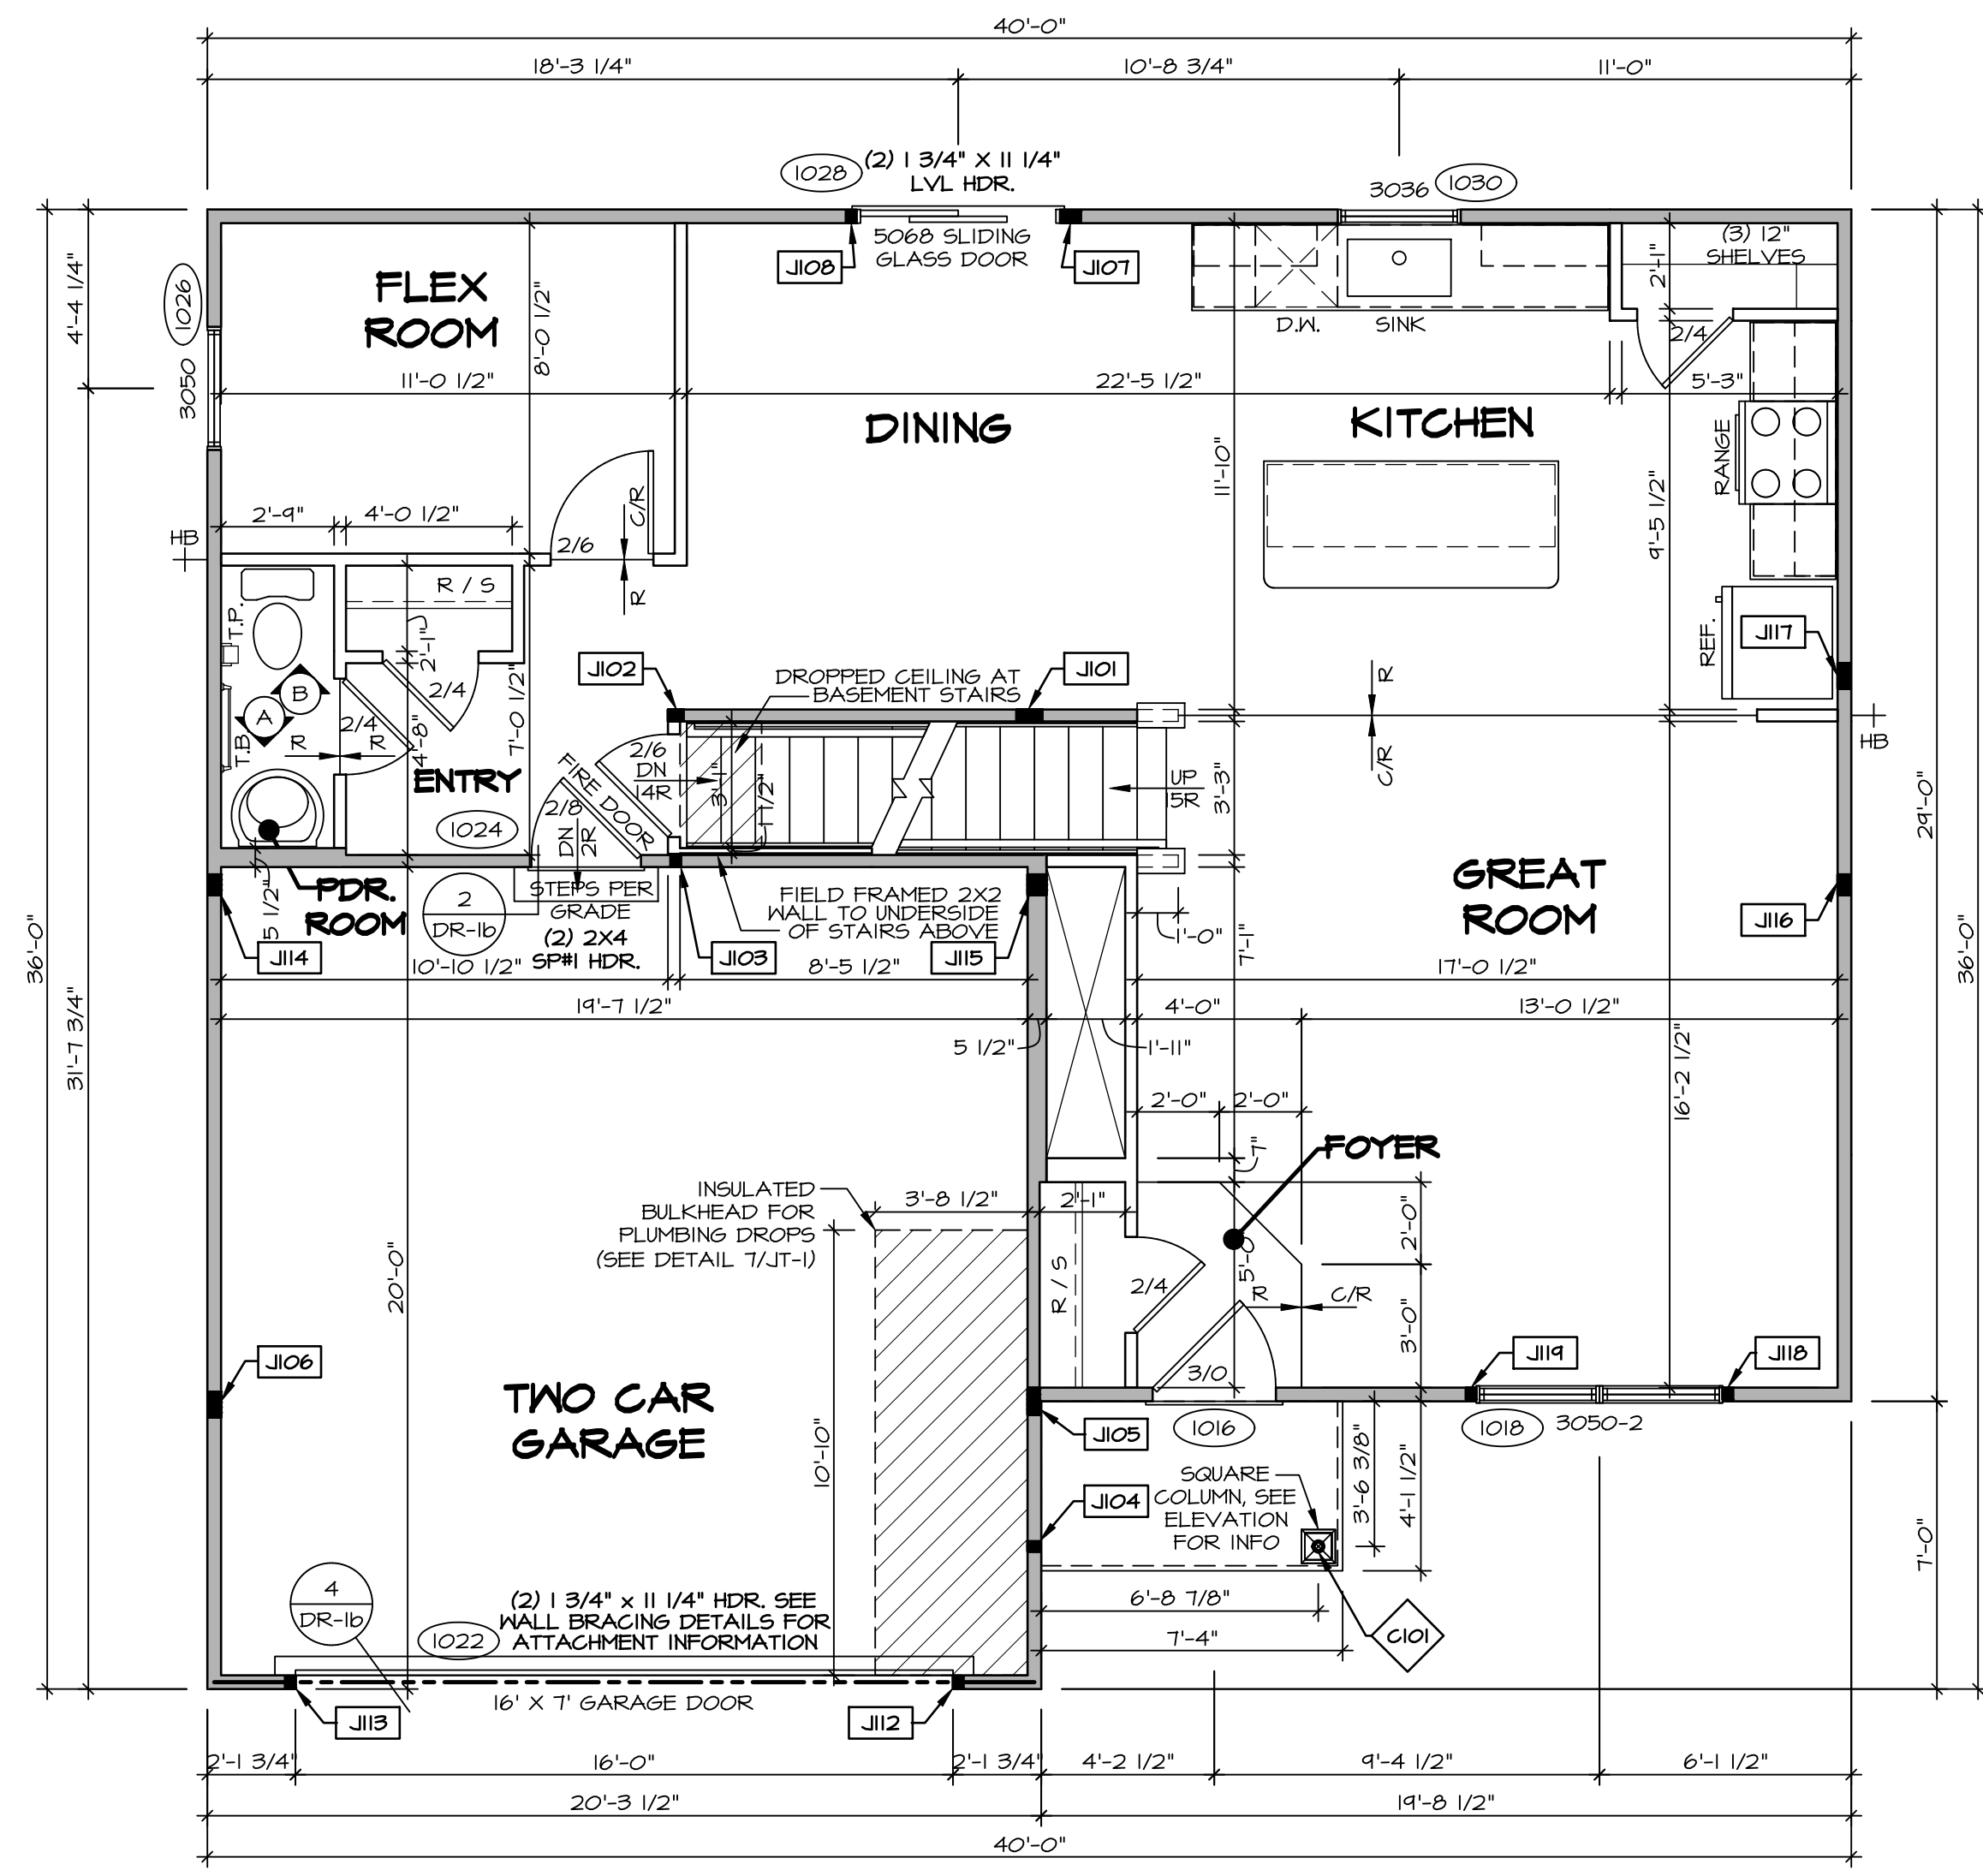 40'-0"
18'-3 1/4"
10'-8 3/4"
11'-0"
1028
(2) 1 3/4" X 11 1/4"
LVL HDR.
3036
1030
5068 SLIDING
GLASS DOOR
J108
J107
(3) 12"
SHELVES
2'-1"
4'-4 1/4"
1026
3050
FLEX
ROOM
8'-0 1/2"
D.W.
SINK
2/4
11'-0 1/2"
22'-5 1/2"
5'-3"
DINING
KITCHEN
11'-10"
RANGE
9'-5 1/2"
2'-9"
4'-0 1/2"
C/R
HB
2/6
R
R / S
T.P.
2'-1"
REF.
J117
B
A
2/4
2/4
T.B.
R
R
4'-8"
7'-0 1/2"
J102
DROPPED CEILING AT
BASEMENT STAIRS
J101
R
C/R
HB
ENTRY
1024
2/6
DN
14R
FIRE DOOR
2/8
DN
2R
3'-1"
1 1/2"
UP
15R
3'-3"
29'-0"
GREAT
ROOM
PDR.
ROOM
5 1/2"
2
DR-1b
STEPS PER
GRADE
(2) 2X4
SP#1 HDR.
FIELD FRAMED 2X2
WALL TO UNDERSIDE
OF STAIRS ABOVE
J114
J103
J115
J116
1'-0"
7'-1"
36'-0"
36'-0"
10'-10 1/2"
8'-5 1/2"
17'-0 1/2"
19'-7 1/2"
4'-0"
13'-0 1/2"
5 1/2"
1'-11"
31'-7 3/4"
16'-2 1/2"
2'-0"
2'-0"
7"
FOYER
INSULATED
BULKHEAD FOR
PLUMBING DROPS
(SEE DETAIL 7/JT-1)
3'-8 1/2"
2'-1"
20'-0"
5'-0"
2'-0"
R / S
2/4
R
C/R
3'-0"
J106
3/0
J119
J118
TWO CAR
GARAGE
10'-10"
J105
1016
1018
3050-2
J104
SQUARE
COLUMN, SEE
ELEVATION
FOR INFO
3'-6 3/8"
4'-1 1/2"
7'-0"
4
DR-1b
1022
(2) 1 3/4" x 11 1/4" HDR. SEE
WALL BRACING DETAILS FOR
ATTACHMENT INFORMATION
6'-8 7/8"
7'-4"
C101
16' X 7' GARAGE DOOR
J113
J112
2'-1 3/4"
16'-0"
2'-1 3/4"
4'-2 1/2"
9'-4 1/2"
6'-1 1/2"
20'-3 1/2"
19'-8 1/2"
40'-0"